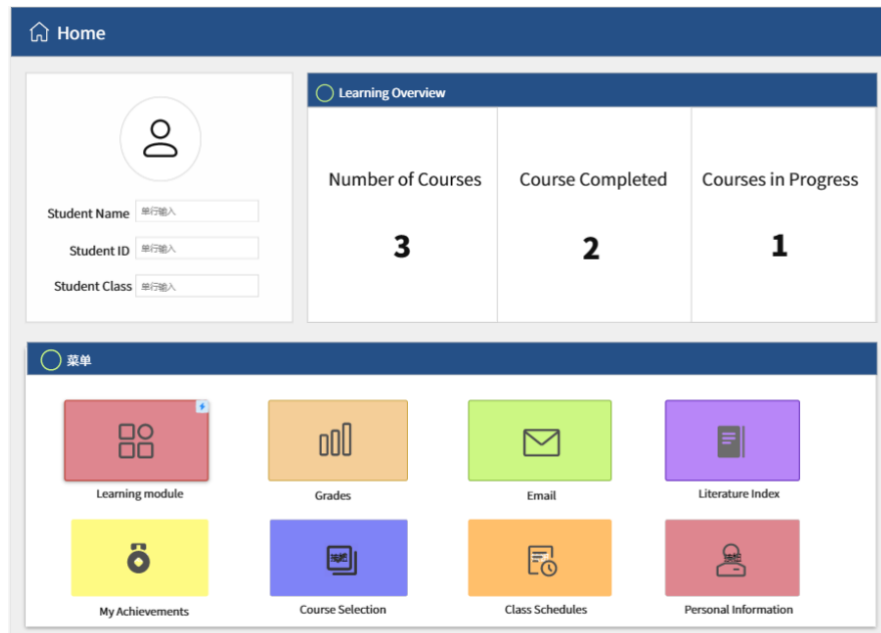 Home
Learning Overview
Student Name 单行输入
Student ID 单行输入
Student Class 单行输入
Number of Courses
3
Course Completed
2
Courses in Progress
1
菜单
Learning module
Grades
Email
Literature Index
My Achievements
Course Selection
Class Schedules
Personal Information